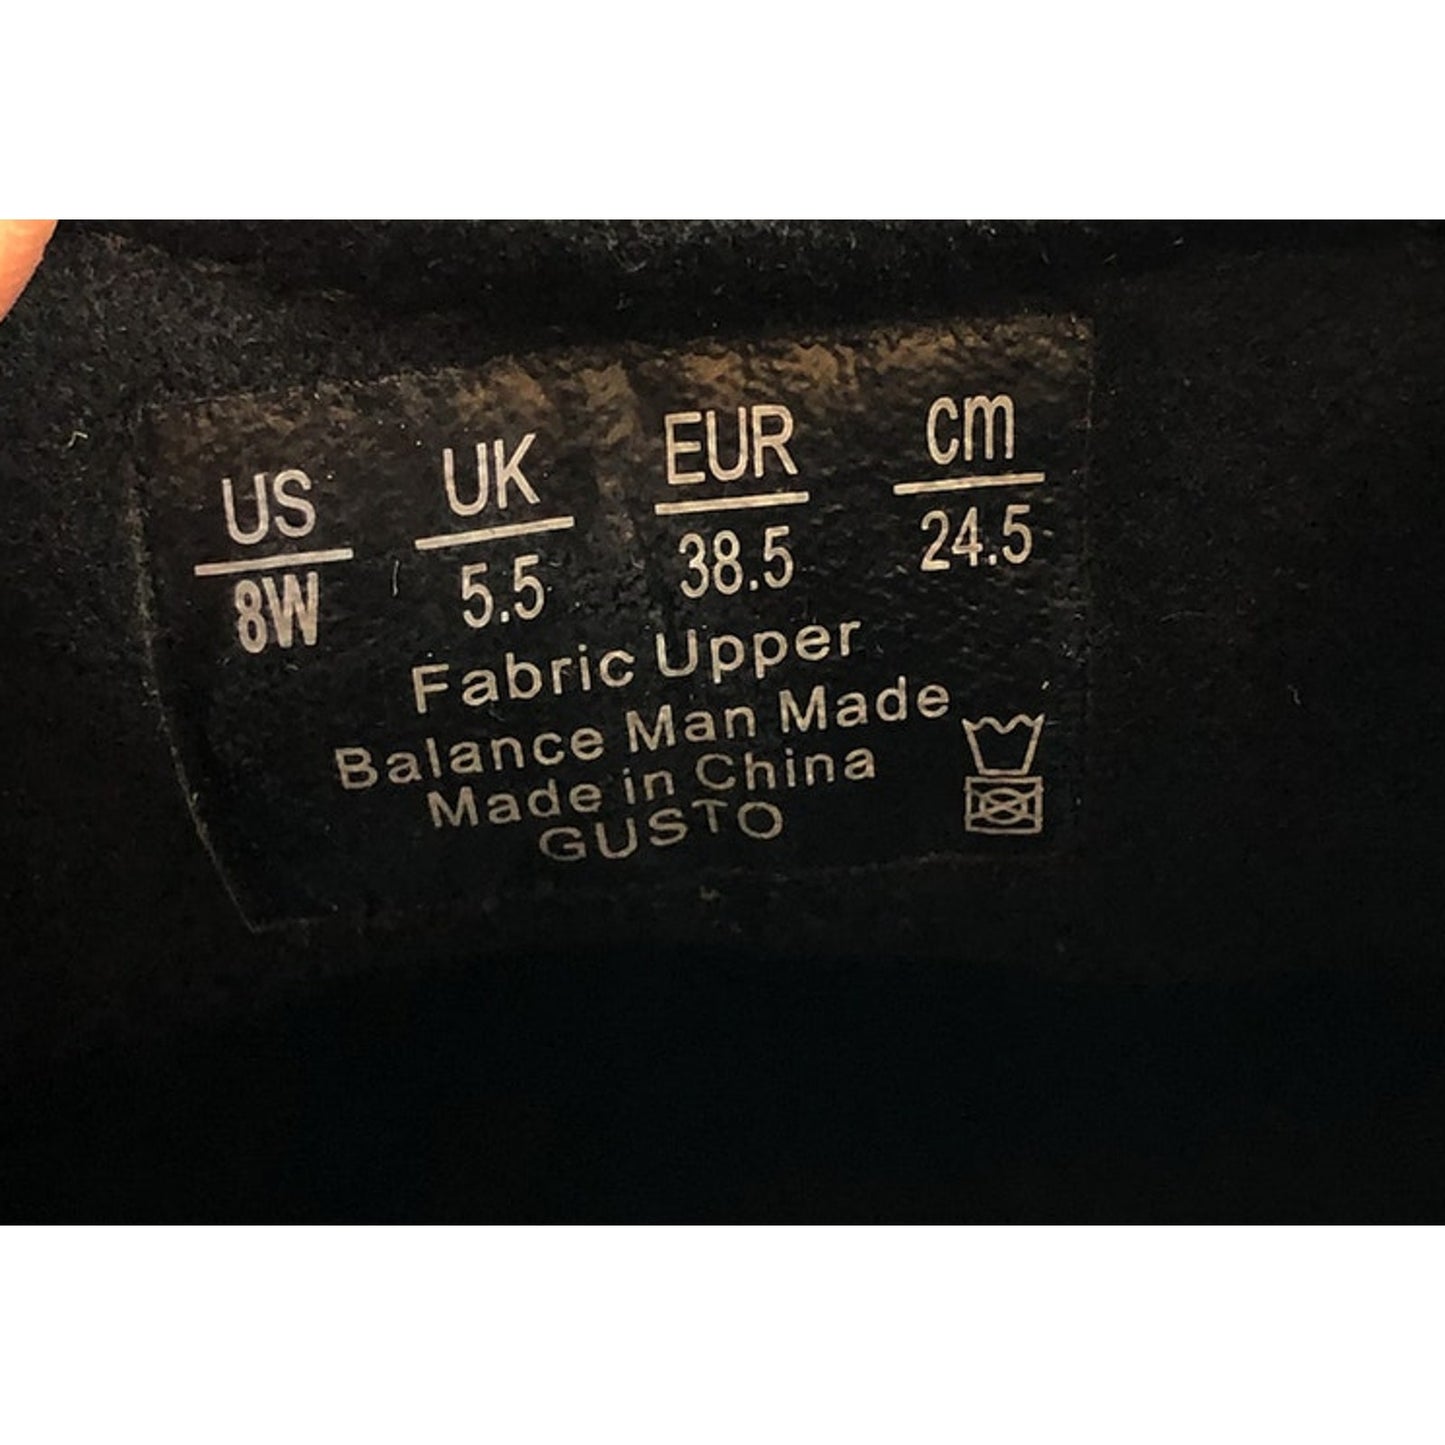 US UK EUR cm
8W 5.5 38.5 24.5
Fabric Upper
Balance Man Made
Made in China
GUSTO